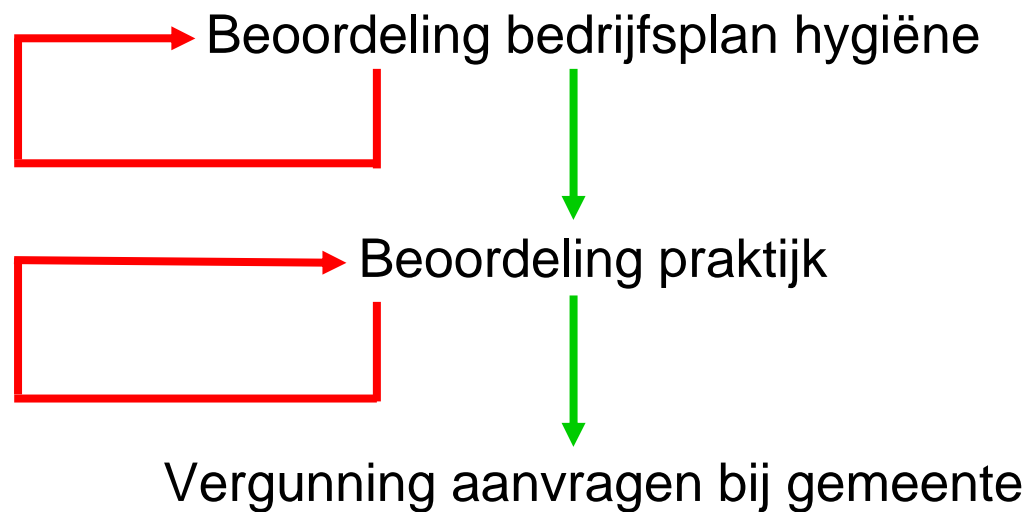 Beoordeling bedrijfsplan hygiëne
Beoordeling praktijk
Vergunning aanvragen bij gemeente